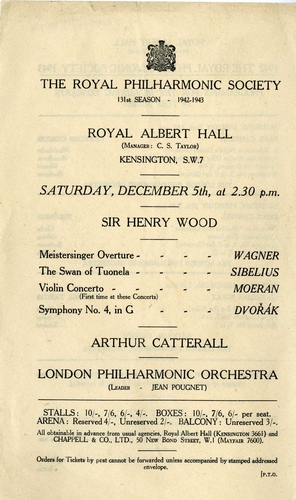 THE ROYAL PHILHARMONIC SOCIETY
131st SEASON - 1942-1943
ROYAL ALBERT HALL
(MANAGER: C. S. TAYLOR)
KENSINGTON, S.W.7
SATURDAY, DECEMBER 5th, at 2.30 p.m.
SIR HENRY WOOD
Meistersinger Overture - - - - WAGNER
The Swan of Tuonela - - - - SIBELIUS
Violin Concerto - - - - - MOERAN
(First time at these Concerts)
Symphony No. 4, in G - - - DVOŘÁK
ARTHUR CATTERALL
LONDON PHILHARMONIC ORCHESTRA
(LEADER - JEAN POUGNET)
STALLS: 10/-, 7/6, 6/-, 4/-. BOXES: 10/-, 7/6, 6/- per seat.
ARENA: Reserved 4/-. Unreserved 2/-. BALCONY: Unreserved 3/-.
All obtainable in advance from usual agencies, Royal Albert Hall (KENSINGTON 3661) and
CHAPPELL & CO., LTD., 50 NEW BOND STREET, W.1 (MAYFAIR 7600).
Orders for Tickets by post cannot be forwarded unless accompanied by stamped addressed
envelope.
[P.T.O.